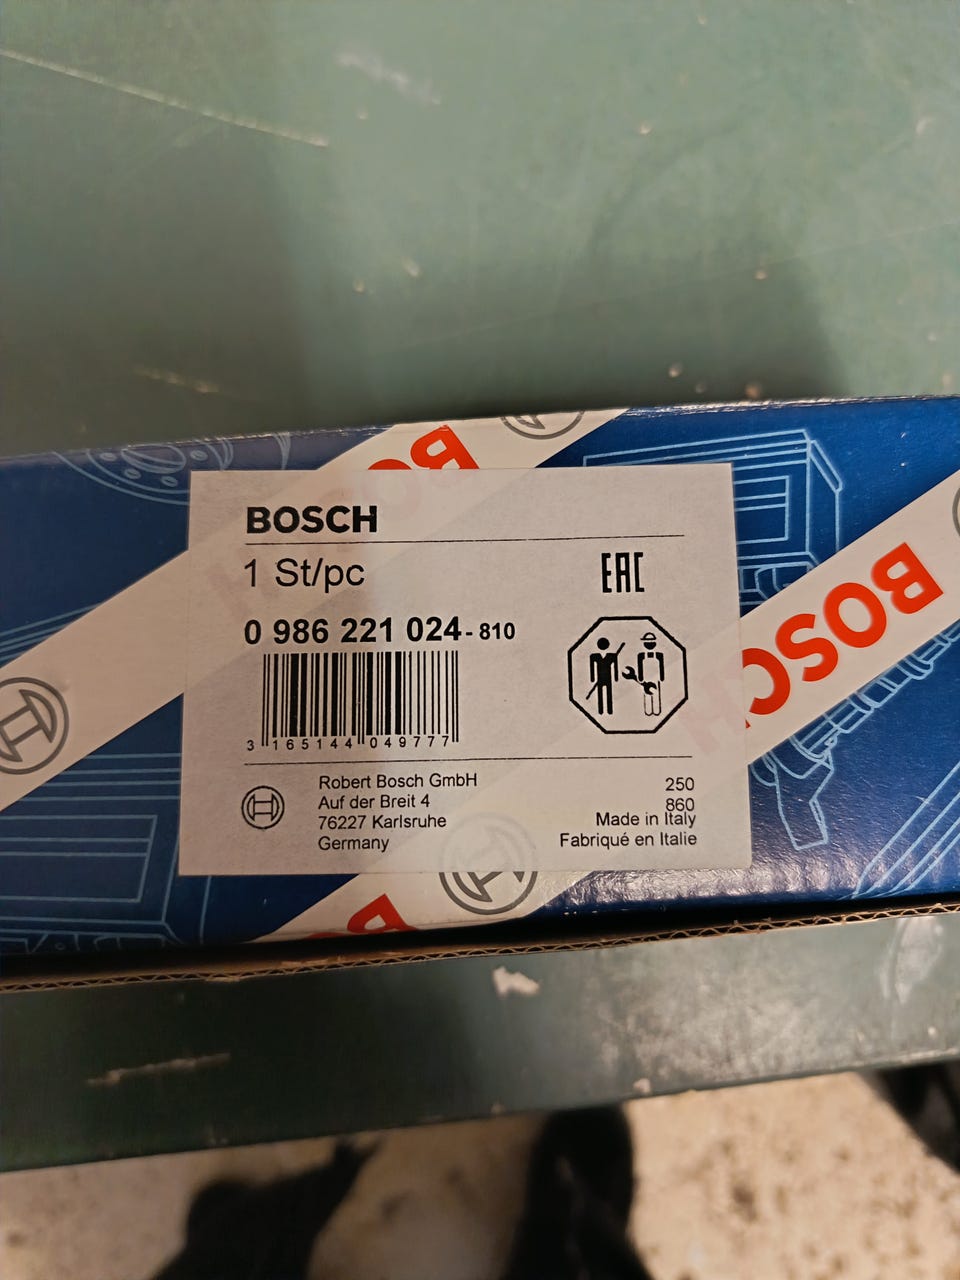 BOSCH
BOSCH
1 St/pc
EAC
0 986 221 024 - 810
3 165144 049777
BOSCH
Robert Bosch GmbH
Auf der Breit 4
76227 Karlsruhe
Germany
250
860
Made in Italy
Fabriqué en Italie
B